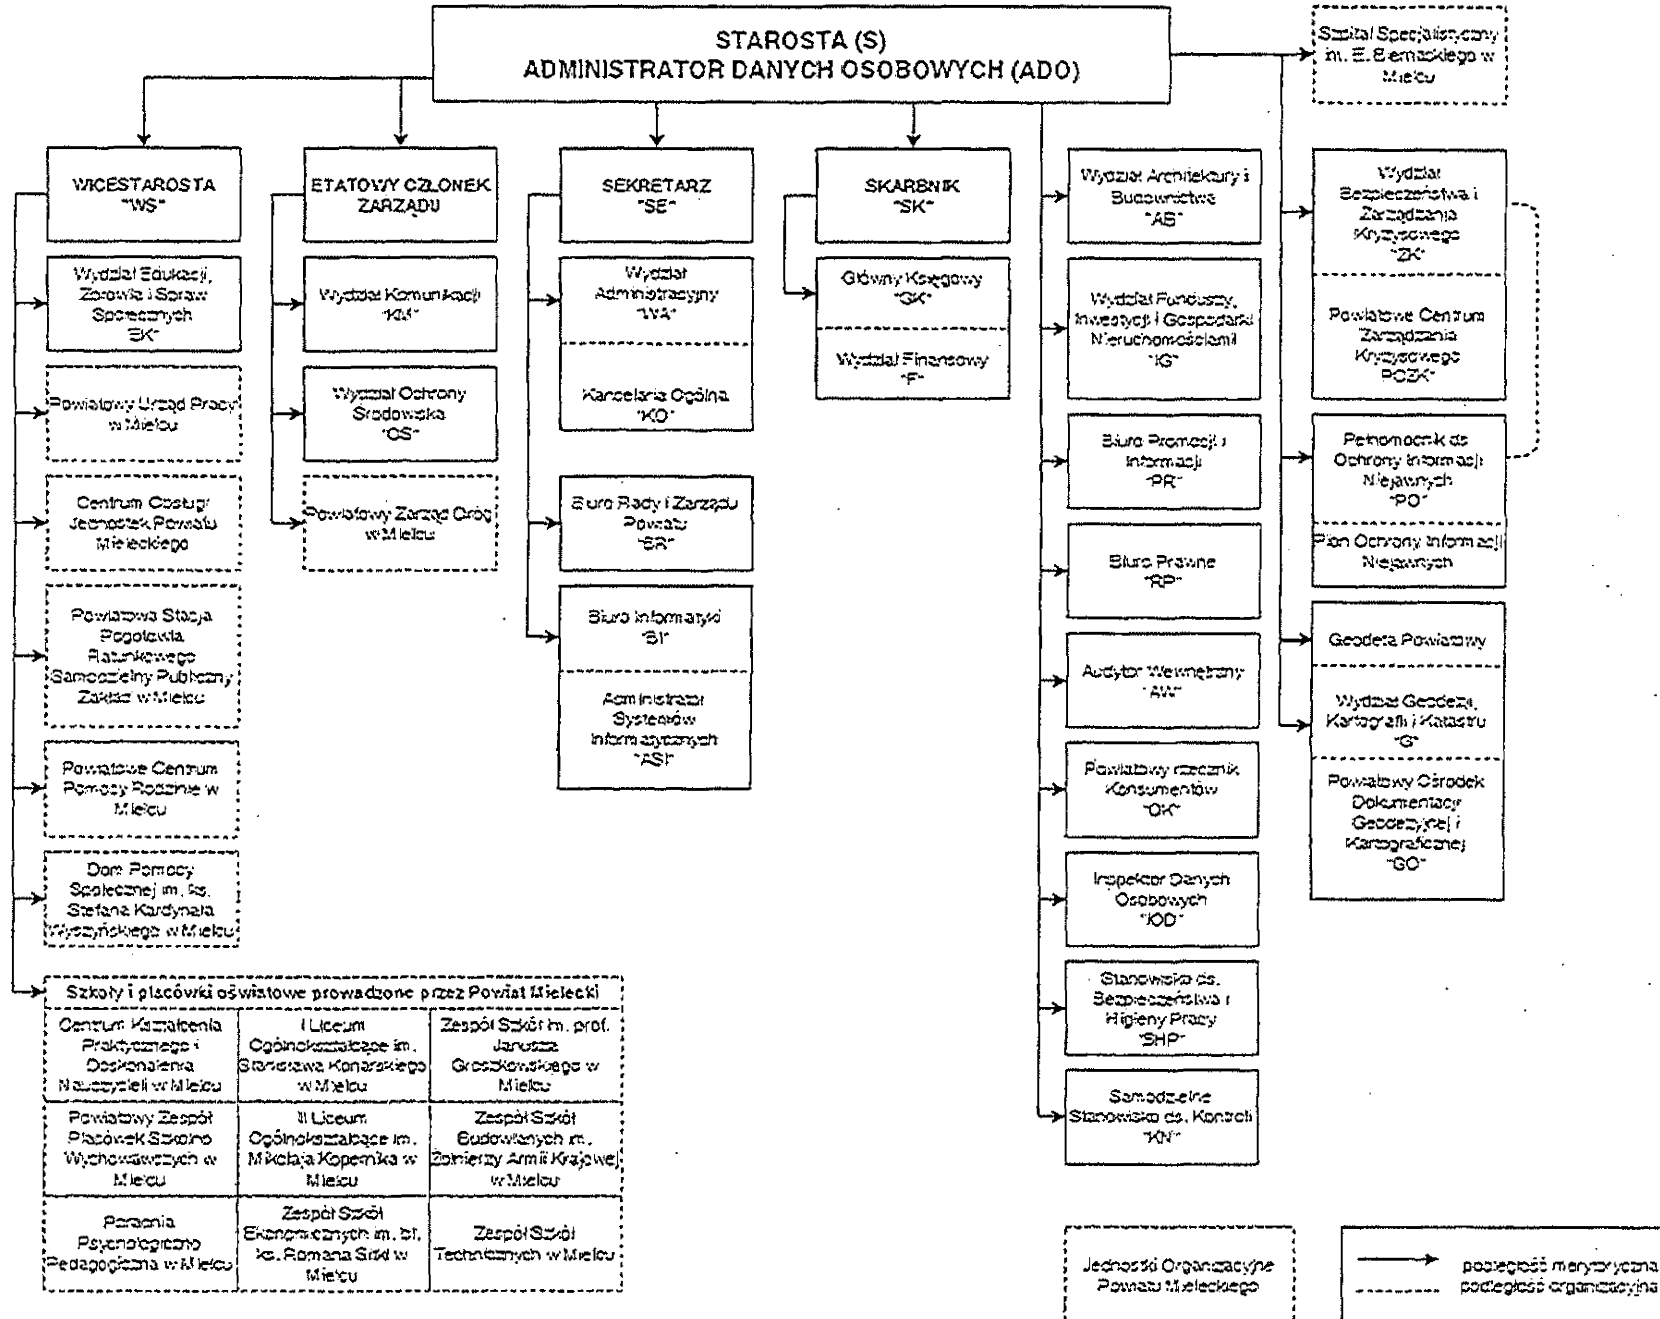 STAROSTA (S)
ADMINISTRATOR DANYCH OSOBOWYCH (ADO)
Szpital Specjalistyczny
im. E. Biernackiego w
Mielcu
WICESTAROSTA
"WS"
Wydział Edukacji,
Zdrowia i Spraw
Społecznych
"EK"
Powiatowy Urząd Pracy
w Mielcu
Centrum Obsługi
Jednostek Powiatu
Mieleckiego
Powiatowa Stacja
Pogotowia
Ratunkowego
Samodzielny Publiczny
Zakład w Mielcu
Powiatowe Centrum
Pomocy Rodzinie w
Mielcu
Dom Pomocy
Społecznej im. ks.
Stefana Kardynała
Wyszyńskiego w Mielcu
ETATOWY CZŁONEK
ZARZĄDU
Wydział Komunikacji
"KM"
Wydział Ochrony
Środowiska
"OS"
Powiatowy Zarząd Dróg
w Mielcu
SEKRETARZ
"SE"
Wydział
Administracyjny
"WA"
Kancelaria Ogólna
"KO"
Biuro Rady i Zarządu
Powiatu
"BR"
Biuro Informatyki
"BI"
Administrator
Systemów
Informatycznych
"ASI"
SKARBNIK
"SK"
Główny Księgowy
"GK"
Wydział Finansowy
"F"
Wydział Architektury i
Budownictwa
"AB"
Wydział Funduszy,
Inwestycji i Gospodarki
Nieruchomościami
"IG"
Biuro Promocji i
Informacji
"PR"
Biuro Prawne
"RP"
Audytor Wewnętrzny
"AW"
Powiatowy rzecznik
Konsumentów
"OK"
Inspektor Danych
Osobowych
"IOD"
Stanowisko ds.
Bezpieczeństwa i
Higieny Pracy
"BHP"
Samodzielne
Stanowisko ds. Kontroli
"KN"
Wydział
Bezpieczeństwa i
Zarządzania
Kryzysowego
"ZK"
Powiatowe Centrum
Zarządzania
Kryzysowego
PCZK"
Pełnomocnik ds
Ochrony Informacji
Niejawnych
"PO"
Pion Ochrony Informacji
Niejawnych
Geodeta Powiatowy
Wydział Geodezji,
Kartografii i Katastru
"G"
Powiatowy Ośrodek
Dokumentacji
Geodezyjnej i
Kartograficznej
"GO"
Szkoły i placówki oświatowe prowadzone przez Powiat Mielecki
Centrum Kształcenia
Praktycznego i
Doskonalenia
Nauczycieli w Mielcu
I Liceum
Ogólnokształcące im.
Stanisława Konarskiego
w Mielcu
Zespół Szkół im. prof.
Janusza
Groszkowskiego w
Mielcu
Powiatowy Zespół
Placówek Szkolno
Wychowawczych w
Mielcu
II Liceum
Ogólnokształcące im.
Mikołaja Kopernika w
Mielcu
Zespół Szkół
Budowlanych im.
Żołnierzy Armii Krajowej
w Mielcu
Poradnia
Psychologiczno
Pedagogiczna w Mielcu
Zespół Szkół
Ekonomicznych im. bł.
ks. Romana Sitki w
Mielcu
Zespół Szkół
Technicznych w Mielcu
Jednostki Organizacyjne
Powiatu Mieleckiego
podległość merytoryczna
podległość organizacyjna